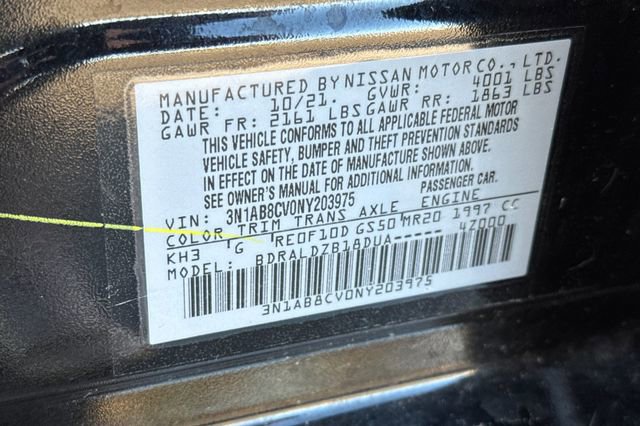 MANUFACTURED BY NISSAN MOTOR CO., LTD.
DATE: 10/21. GVWR: 4001 LBS
GAWR FR: 2161 LBS GAWR RR: 1863 LBS
THIS VEHICLE CONFORMS TO ALL APPLICABLE FEDERAL MOTOR
VEHICLE SAFETY, BUMPER AND THEFT PREVENTION STANDARDS
IN EFFECT ON THE DATE OF MANUFACTURE SHOWN ABOVE.
SEE OWNER'S MANUAL FOR ADDITIONAL INFORMATION.
VIN: 3N1AB8CV0NY203975 PASSENGER CAR.
COLOR TRIM TRANS AXLE ENGINE
KH3 'G RE0F10D GS50 MR20 1997 CC
MODEL: BDRALDZB18DUA----- 4Z000
3N1AB8CV0NY203975